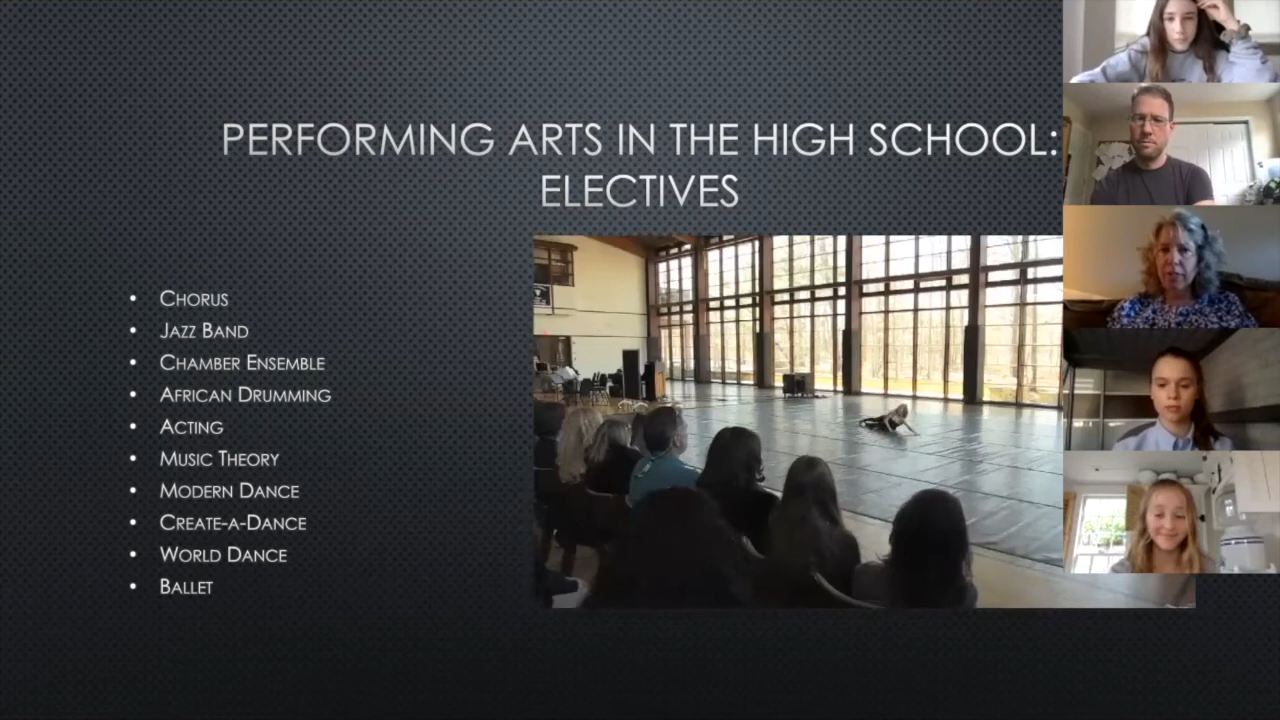 PERFORMING ARTS IN THE HIGH SCHOOL:
ELECTIVES
• CHORUS
• JAZZ BAND
• CHAMBER ENSEMBLE
• AFRICAN DRUMMING
• ACTING
• MUSIC THEORY
• MODERN DANCE
• CREATE-A-DANCE
• WORLD DANCE
• BALLET